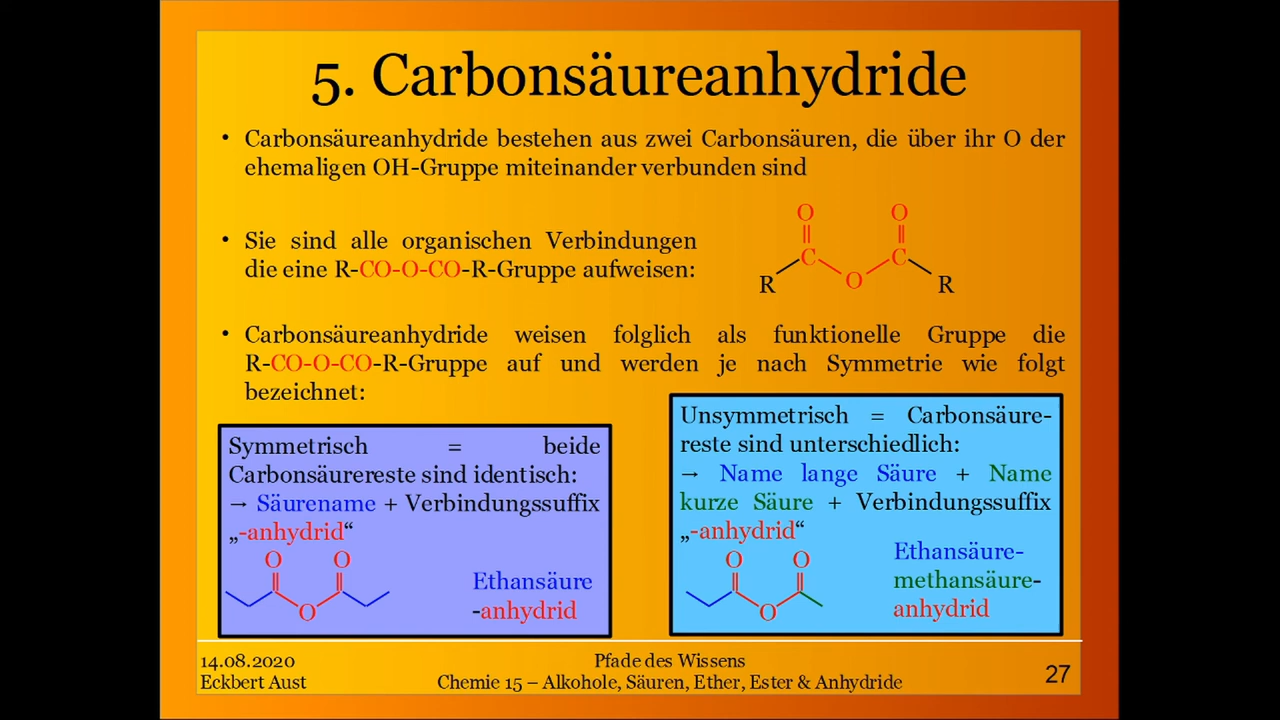 5. Carbonsäureanhydride
• Carbonsäureanhydride bestehen aus zwei Carbonsäuren, die über ihr O der
ehemaligen OH-Gruppe miteinander verbunden sind
• Sie sind alle organischen Verbindungen
die eine R-CO-O-CO-R-Gruppe aufweisen:
O O
C C
R O R
• Carbonsäureanhydride weisen folglich als funktionelle Gruppe die
R-CO-O-CO-R-Gruppe auf und werden je nach Symmetrie wie folgt
bezeichnet:
Symmetrisch = beide
Carbonsäurereste sind identisch:
→ Säurename + Verbindungssuffix
„-anhydrid“
O O
O
Ethansäure
-anhydrid
Unsymmetrisch = Carbonsäure-
reste sind unterschiedlich:
→ Name lange Säure + Name
kurze Säure + Verbindungssuffix
„-anhydrid“
O O
O
Ethansäure-
methansäure-
anhydrid
14.08.2020
Eckbert Aust
Pfade des Wissens
Chemie 15 – Alkohole, Säuren, Ether, Ester & Anhydride
27